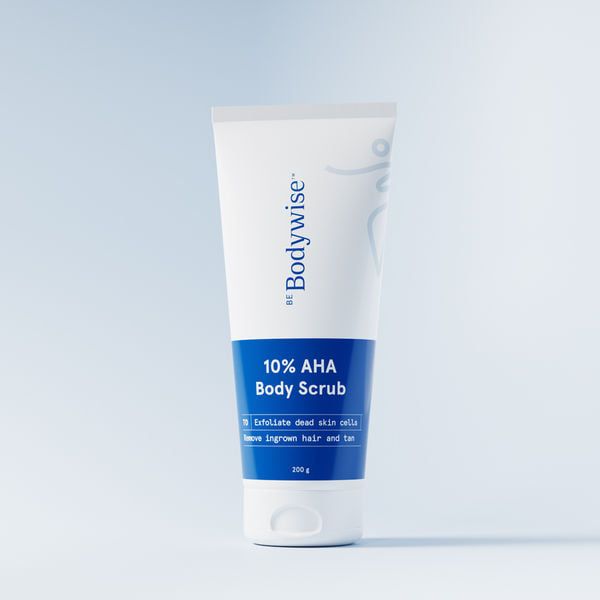 BE Bodywise™
10% AHA
Body Scrub
TO Exfoliate dead skin cells
Remove ingrown hair and tan
200 g